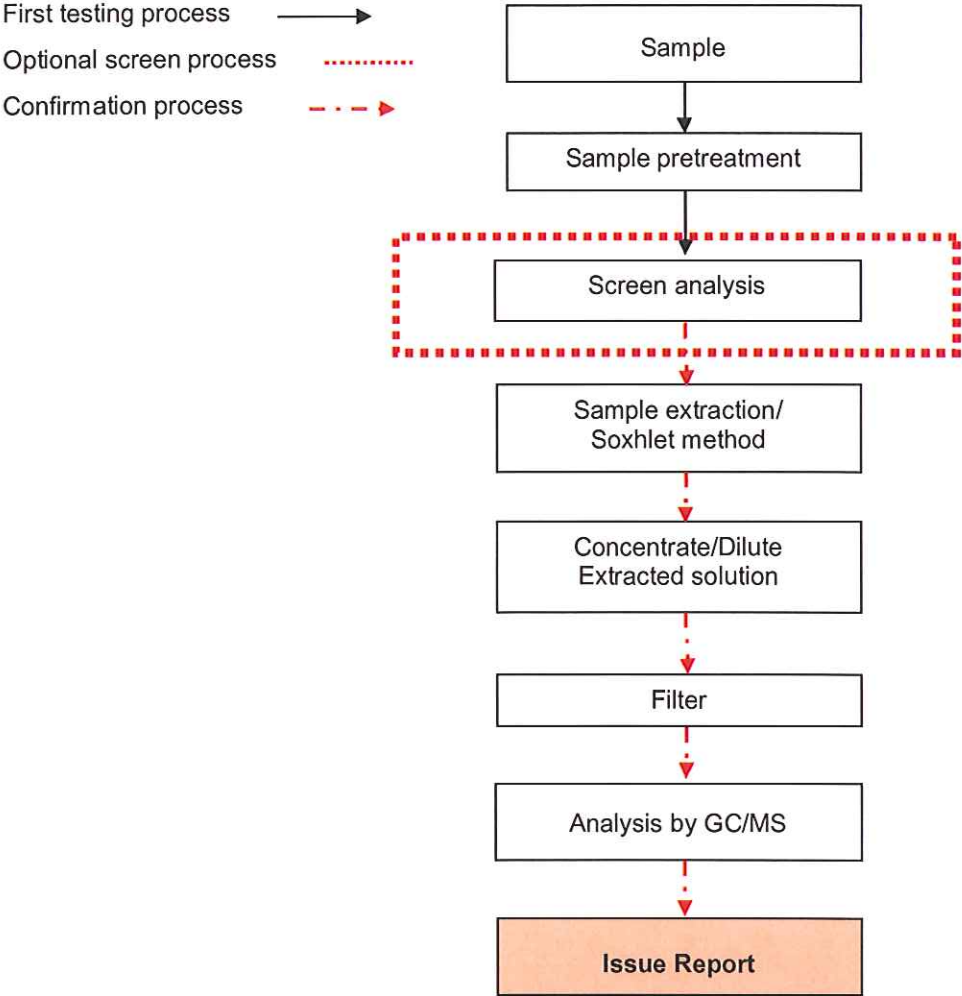 First testing process
Optional screen process
Confirmation process
Sample
Sample pretreatment
Screen analysis
Sample extraction/
Soxhlet method
Concentrate/Dilute
Extracted solution
Filter
Analysis by GC/MS
Issue Report